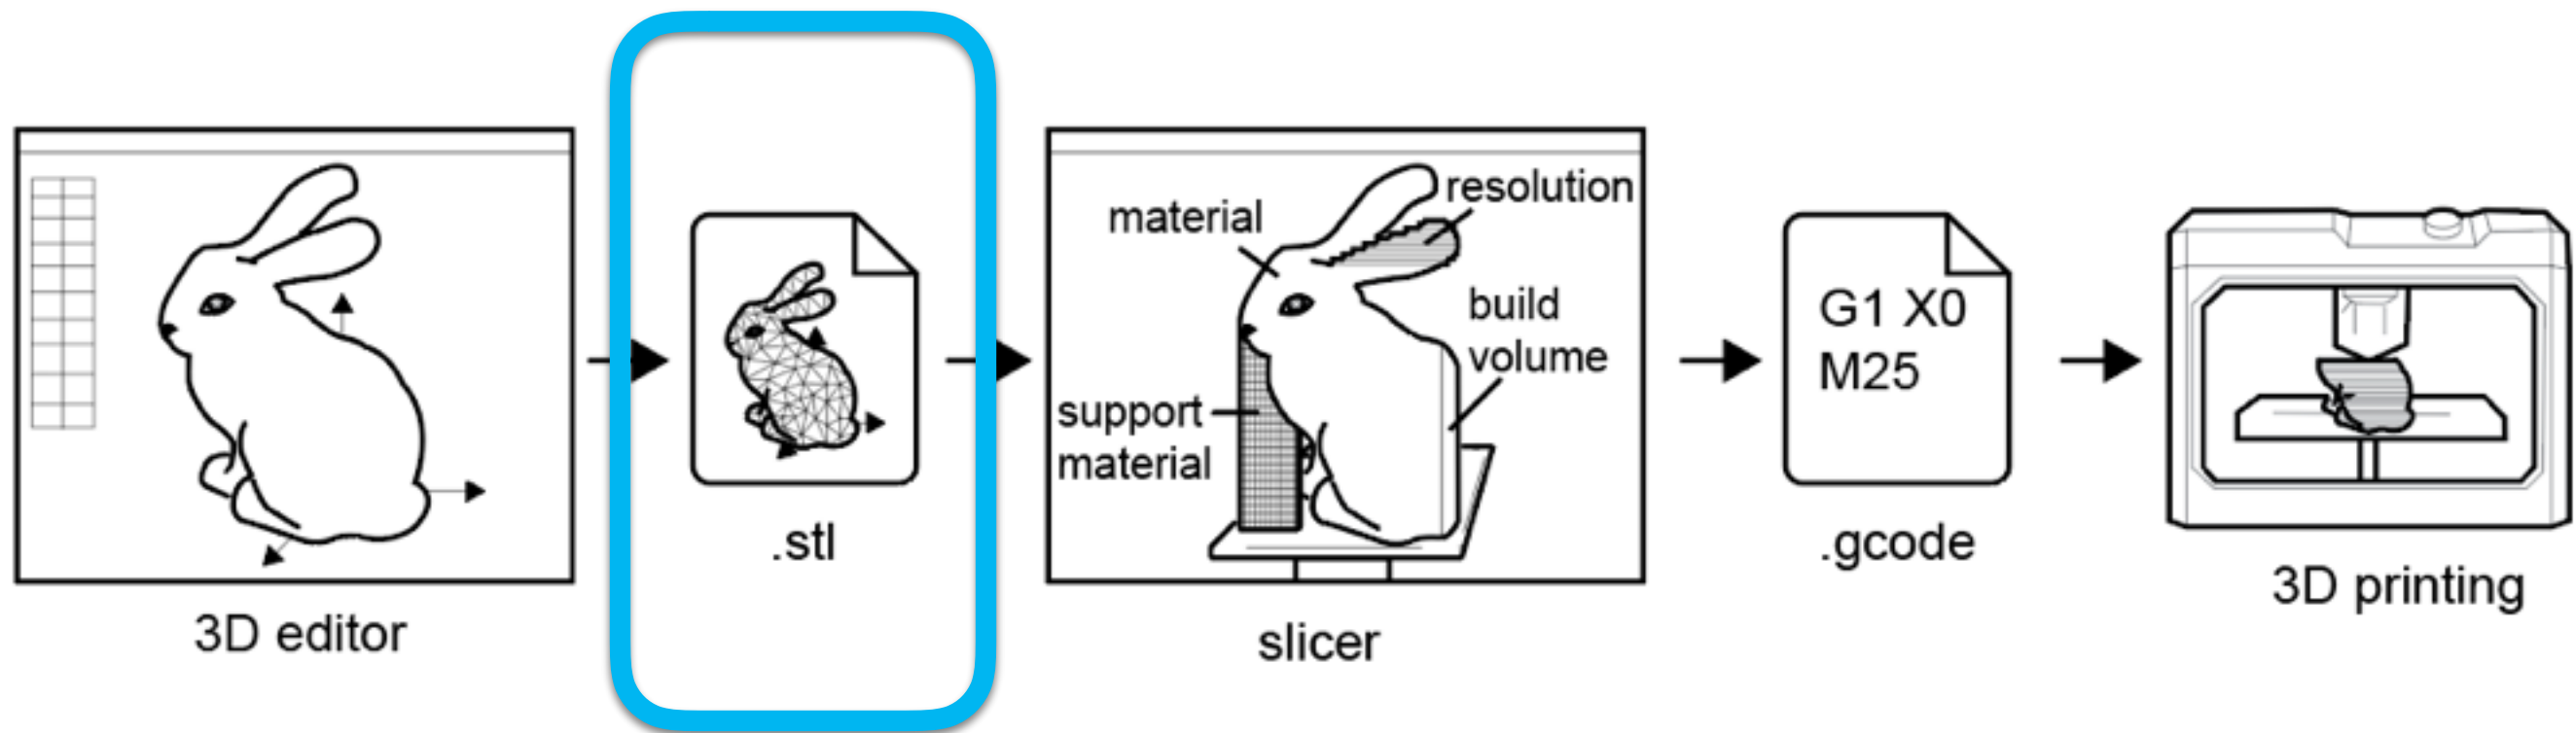 3D editor
.stl
material
resolution
build
volume
support
material
slicer
G1 X0
M25
.gcode
3D printing